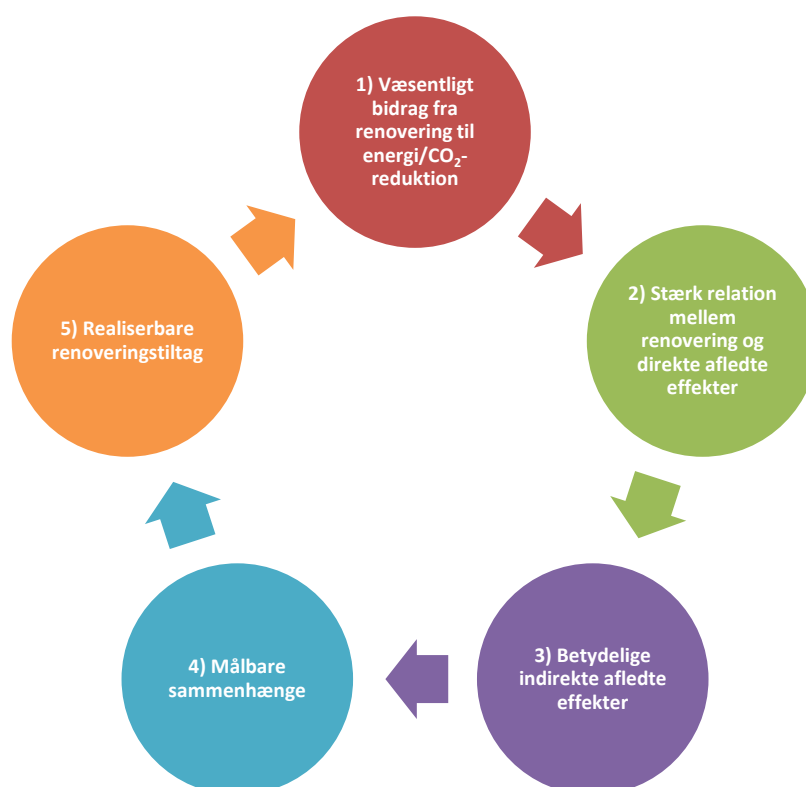 1) Væsentligt
bidrag fra
renovering til
energi/CO₂-
reduktion
2) Stærk relation
mellem
renovering og
direkte afledte
effekter
3) Betydelige
indirekte afledte
effekter
4) Målbare
sammenhænge
5) Realiserbare
renoveringstiltag